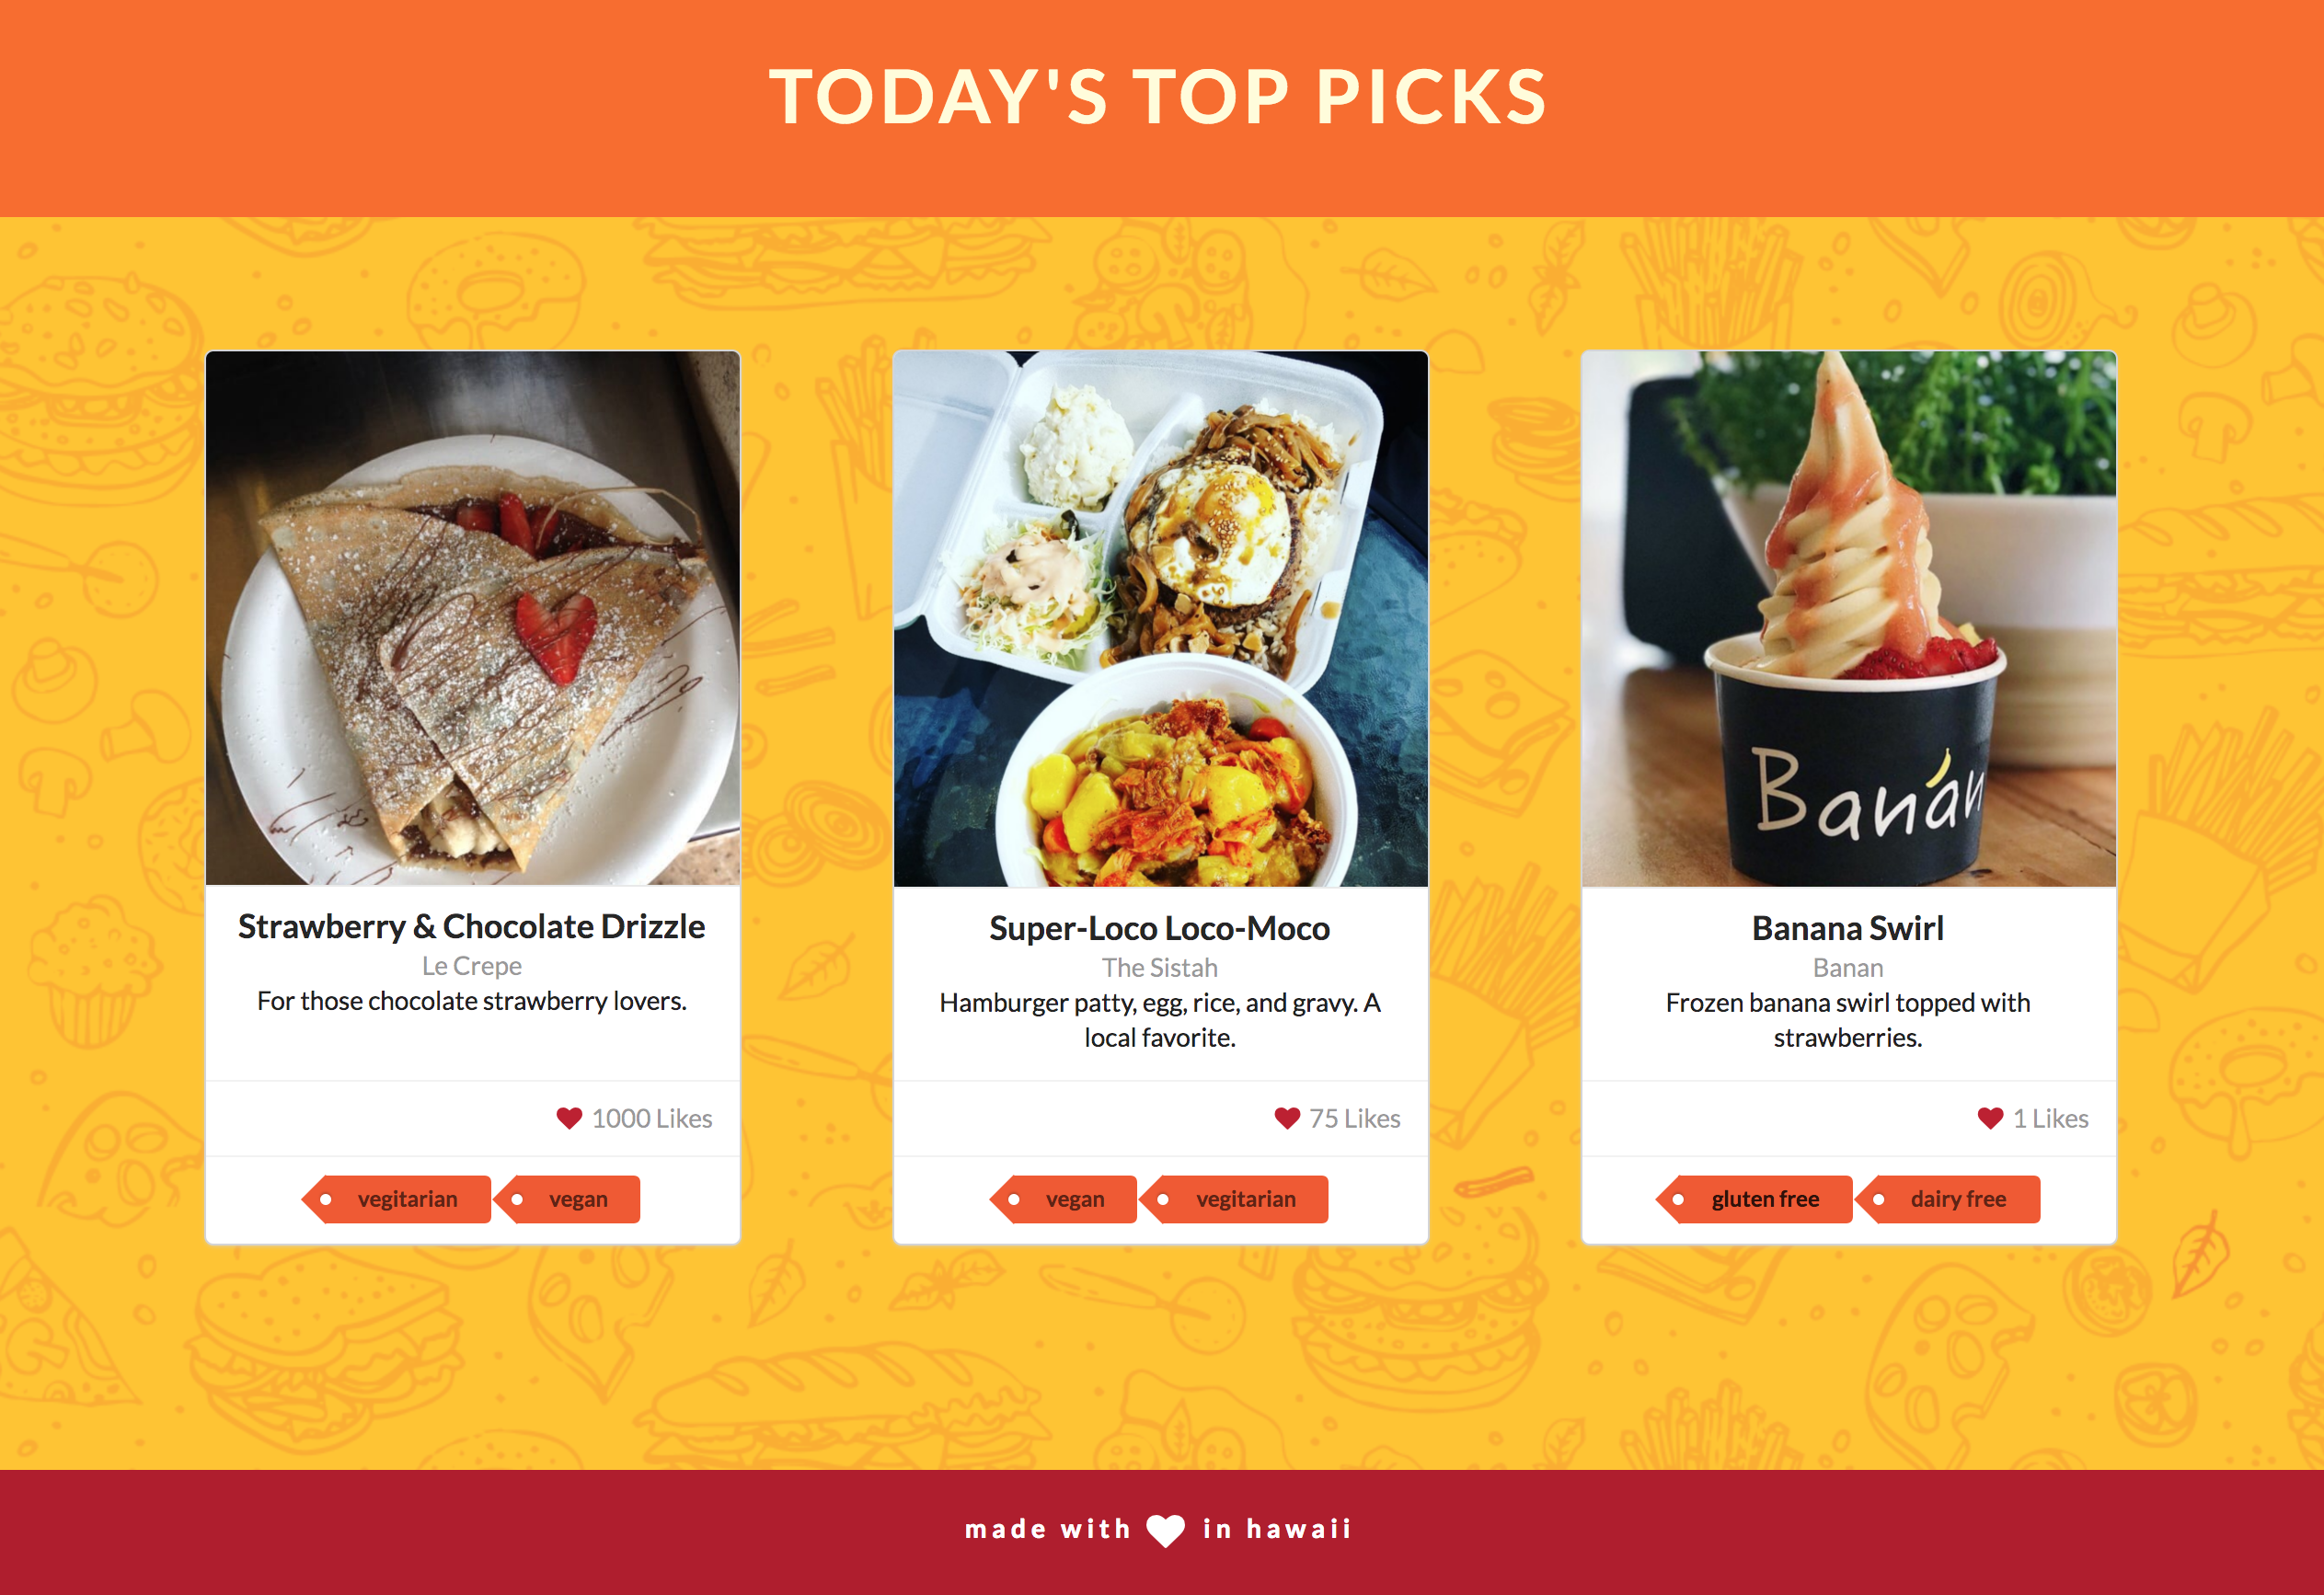 TODAY'S TOP PICKS
Banán
Strawberry & Chocolate Drizzle
Le Crepe
For those chocolate strawberry lovers.
1000 Likes
vegitarian
vegan
Super-Loco Loco-Moco
The Sistah
Hamburger patty, egg, rice, and gravy. A
local favorite.
75 Likes
vegan
vegitarian
Banana Swirl
Banan
Frozen banana swirl topped with
strawberries.
1 Likes
gluten free
dairy free
made with in hawaii